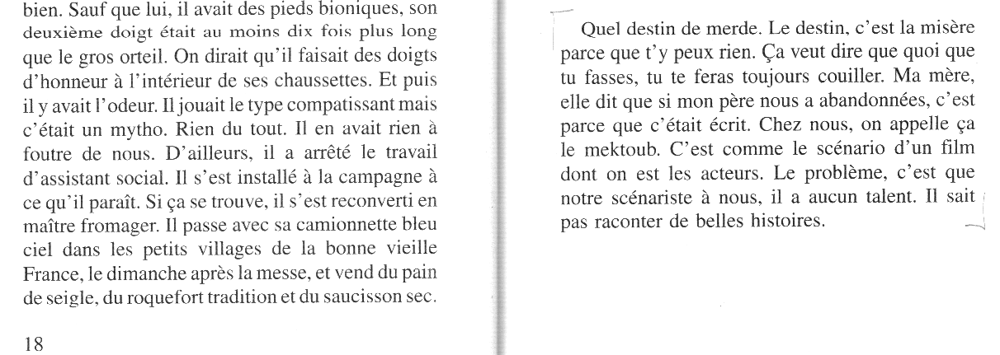 bien. Sauf que lui, il avait des pieds bioniques, son
deuxième doigt était au moins dix fois plus long
que le gros orteil. On dirait qu'il faisait des doigts
d'honneur à l'intérieur de ses chaussettes. Et puis
il y avait l'odeur. Il jouait le type compatissant mais
c'était un mytho. Rien du tout. Il en avait rien à
foutre de nous. D'ailleurs, il a arrêté le travail
d'assistant social. Il s'est installé à la campagne à
ce qu'il paraît. Si ça se trouve, il s'est reconverti en
maître fromager. Il passe avec sa camionnette bleu
ciel dans les petits villages de la bonne vieille
France, le dimanche après la messe, et vend du pain
de seigle, du roquefort tradition et du saucisson sec.
18
Quel destin de merde. Le destin, c'est la misère
parce que t'y peux rien. Ça veut dire que quoi que
tu fasses, tu te feras toujours couiller. Ma mère,
elle dit que si mon père nous a abandonnées, c'est
parce que c'était écrit. Chez nous, on appelle ça
le mektoub. C'est comme le scénario d'un film
dont on est les acteurs. Le problème, c'est que
notre scénariste à nous, il a aucun talent. Il sait
pas raconter de belles histoires.